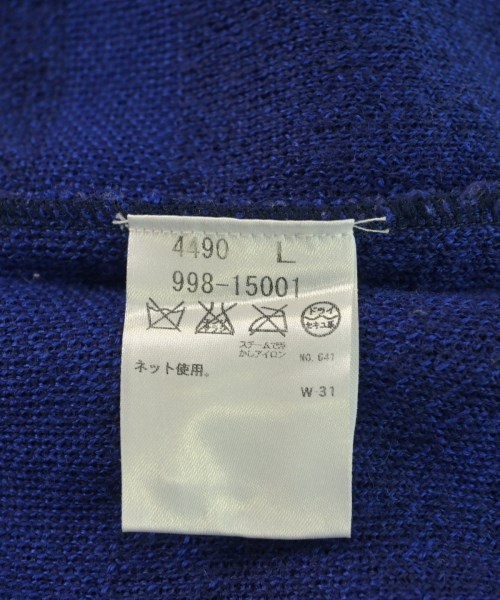 4490 L
998-15001
ドライ
セキユ系
スチームで浮
かしアイロン
NO. 641
ネット使用。
W-31